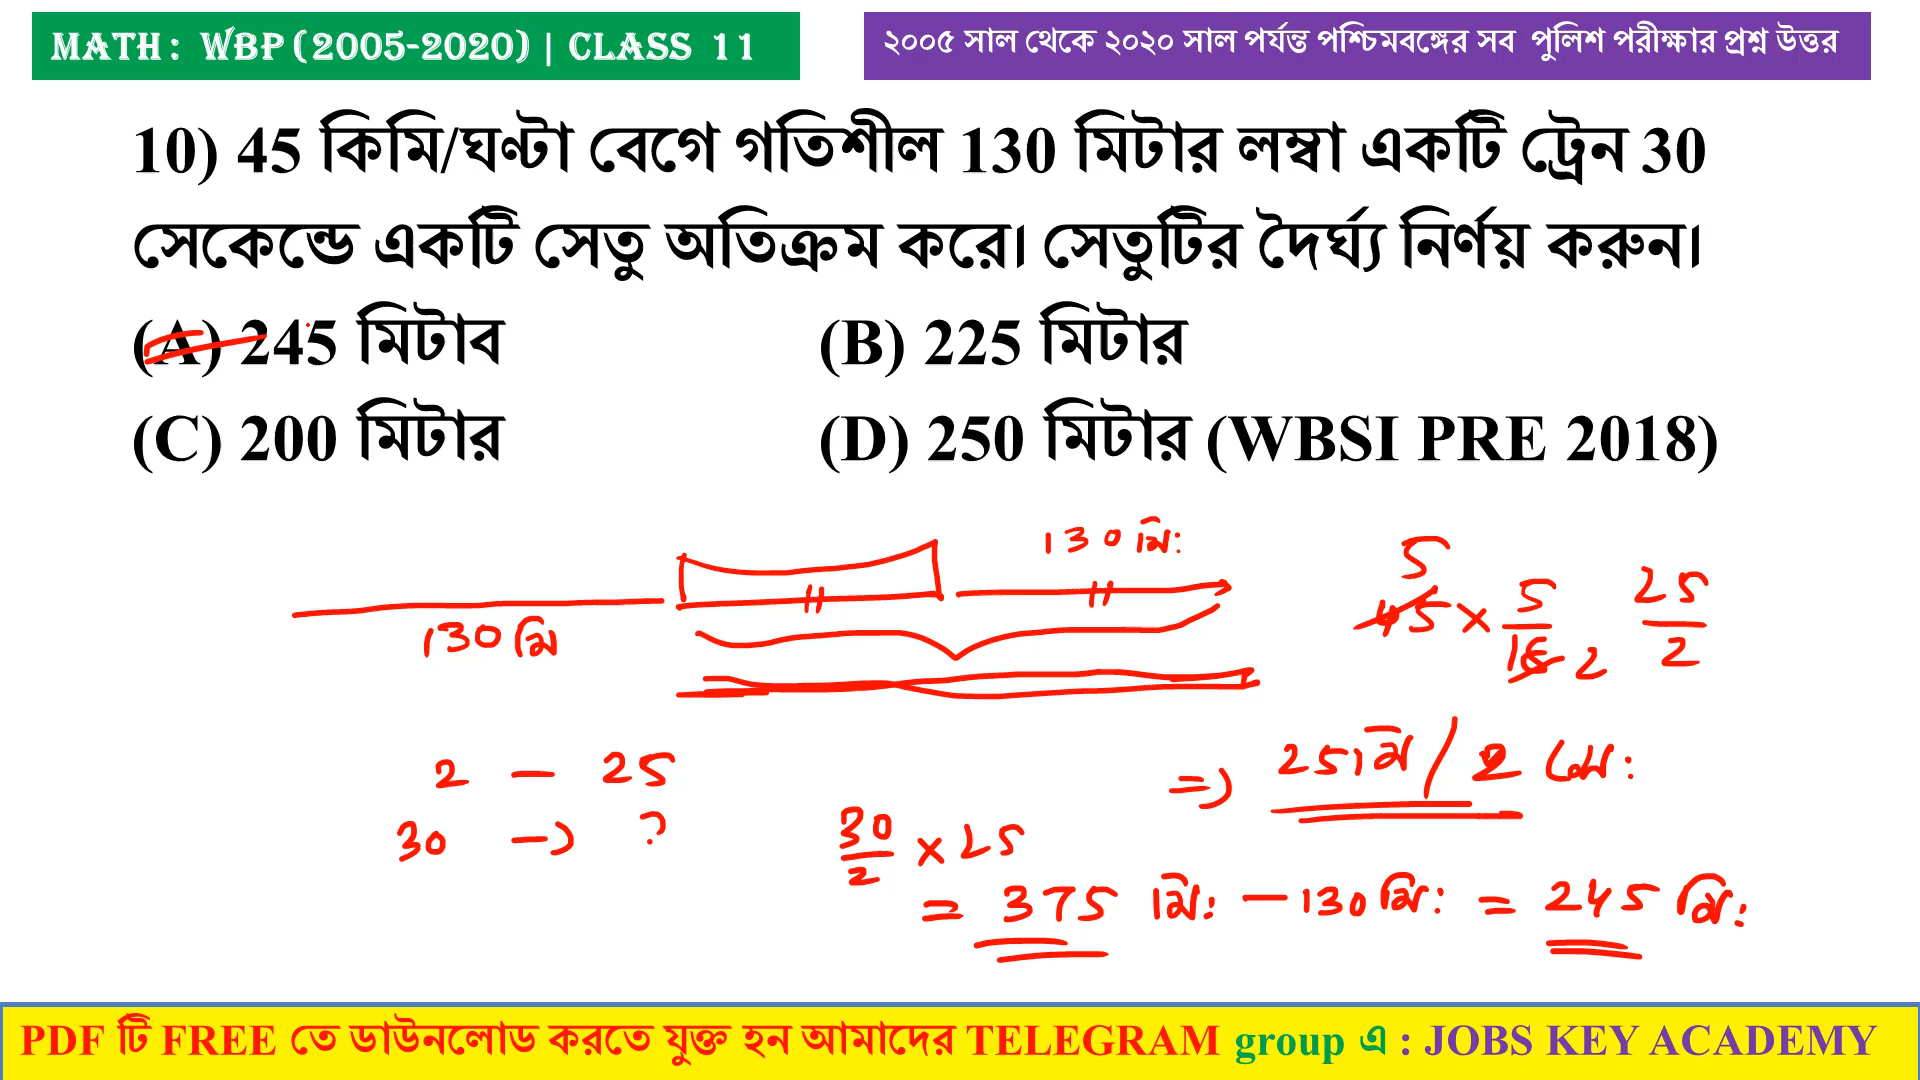 MATH : WBP (2005-2020) | CLASS 11
২০০৫ সাল থেকে ২০২০ সাল পর্যন্ত পশ্চিমবঙ্গের সব পুলিশ পরীক্ষার প্রশ্ন উত্তর
10) 45 কিমি/ঘণ্টা বেগে গতিশীল 130 মিটার লম্বা একটি ট্রেন 30
সেকেন্ডে একটি সেতু অতিক্রম করে। সেতুটির দৈর্ঘ্য নির্ণয় করুন।
(A) 245 মিটাব (B) 225 মিটার
(C) 200 মিটার (D) 250 মিটার (WBSI PRE 2018)
130 মি:
130 মি
5
45 × 5/18 2 25/2
2 — 25
=> 25 মি / 2 সে:
30 -> ?
30/2 × 25
= 375 মি: - 130 মি: = 245 মি:
PDF টি FREE তে ডাউনলোড করতে যুক্ত হন আমাদের TELEGRAM group এ : JOBS KEY ACADEMY